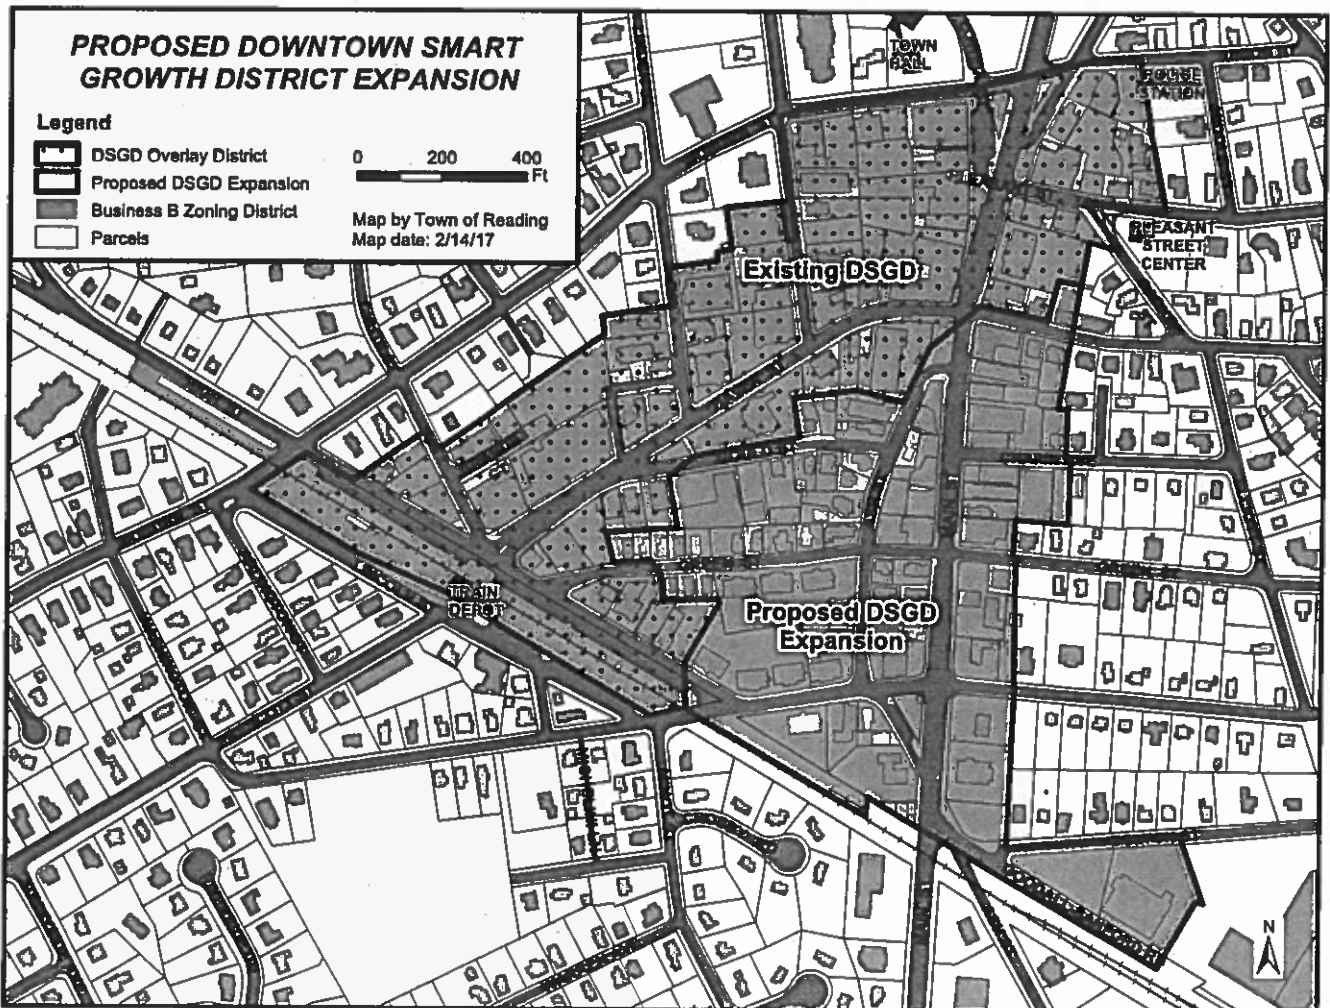 PROPOSED DOWNTOWN SMART
GROWTH DISTRICT EXPANSION
Legend
DSGD Overlay District
Proposed DSGD Expansion
Business B Zoning District
Parcels
0 200 400
Ft
Map by Town of Reading
Map date: 2/14/17
TOWN
HALL
POLICE
STATION
PLEASANT
STREET
CENTER
Existing DSGD
TRAIN
DEPOT
Proposed DSGD
Expansion
N